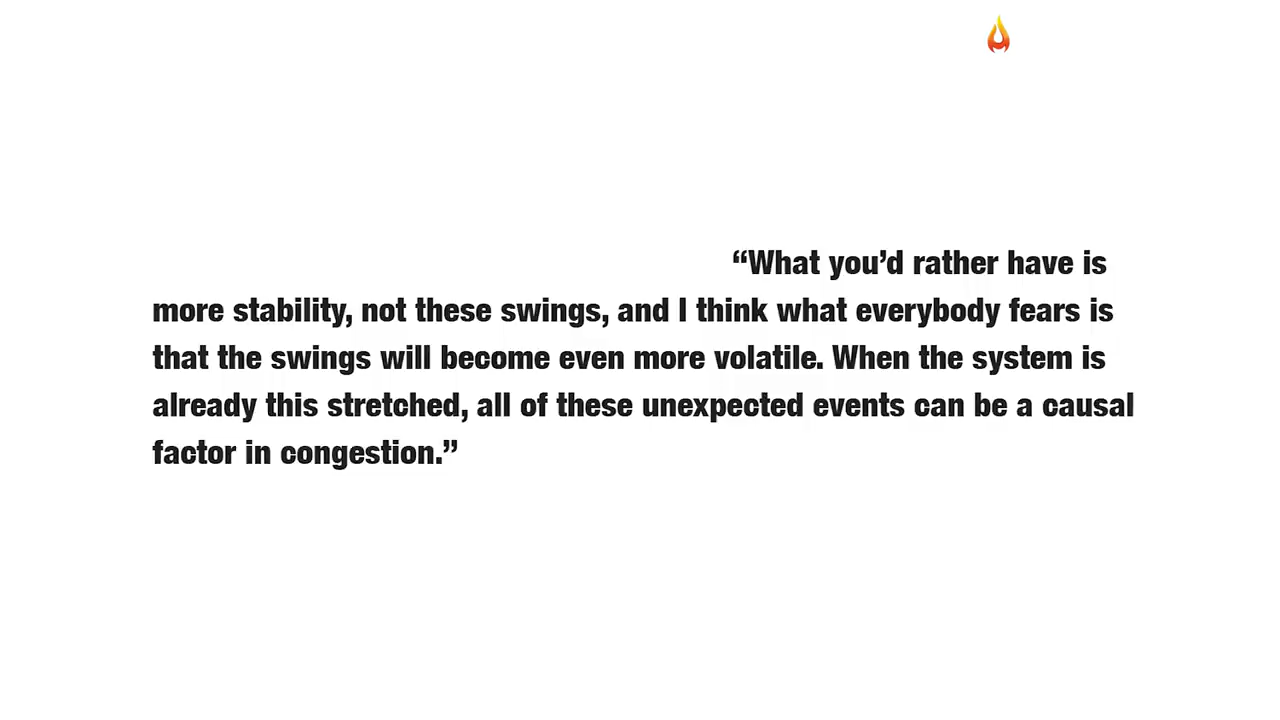 “What you’d rather have is
more stability, not these swings, and I think what everybody fears is
that the swings will become even more volatile. When the system is
already this stretched, all of these unexpected events can be a causal
factor in congestion.”